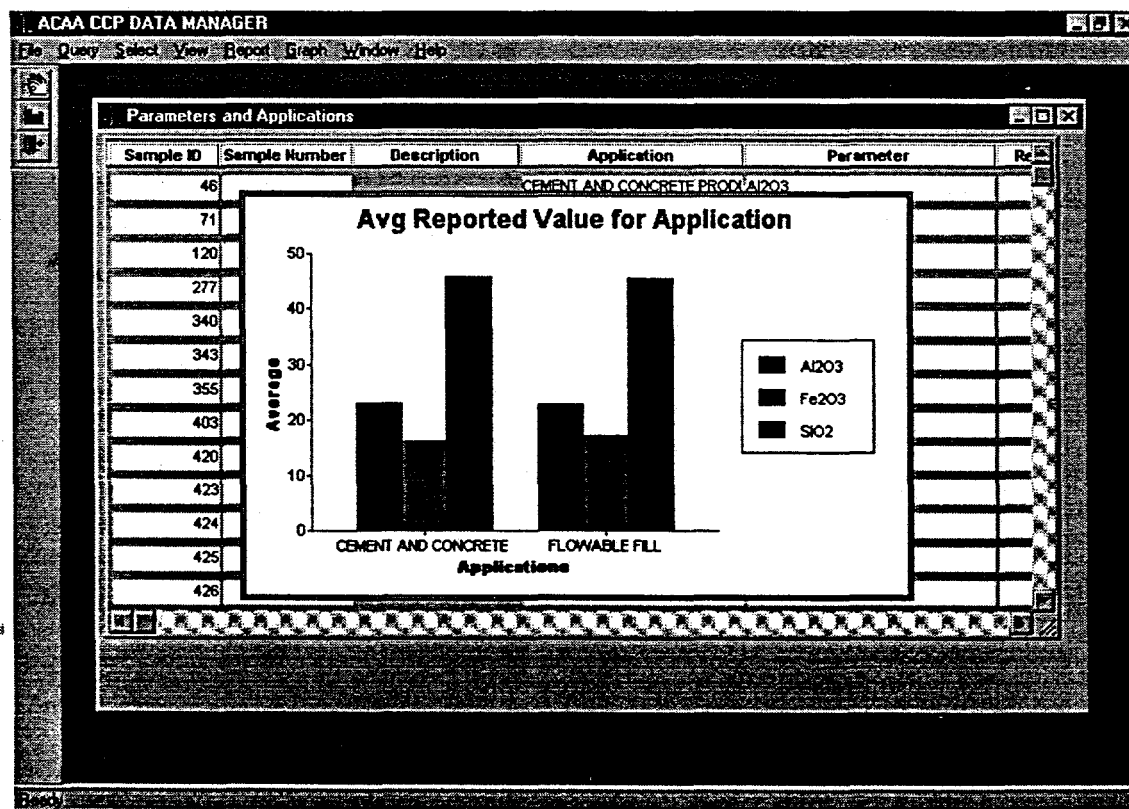 ACAA CCP DATA MANAGER
File Query Select View Report Graph Window Help
Parameters and Applications
Sample ID Sample Number Description Application Parameter Re
46 CEMENT AND CONCRETE PRODU Al2O3
71
120
277
340
343
355
403
420
423
424
425
426
Avg Reported Value for Application
50
40
30
20
10
0
Average
CEMENT AND CONCRETE FLOWABLE FILL
Applications
Al2O3
Fe2O3
SiO2
Ready